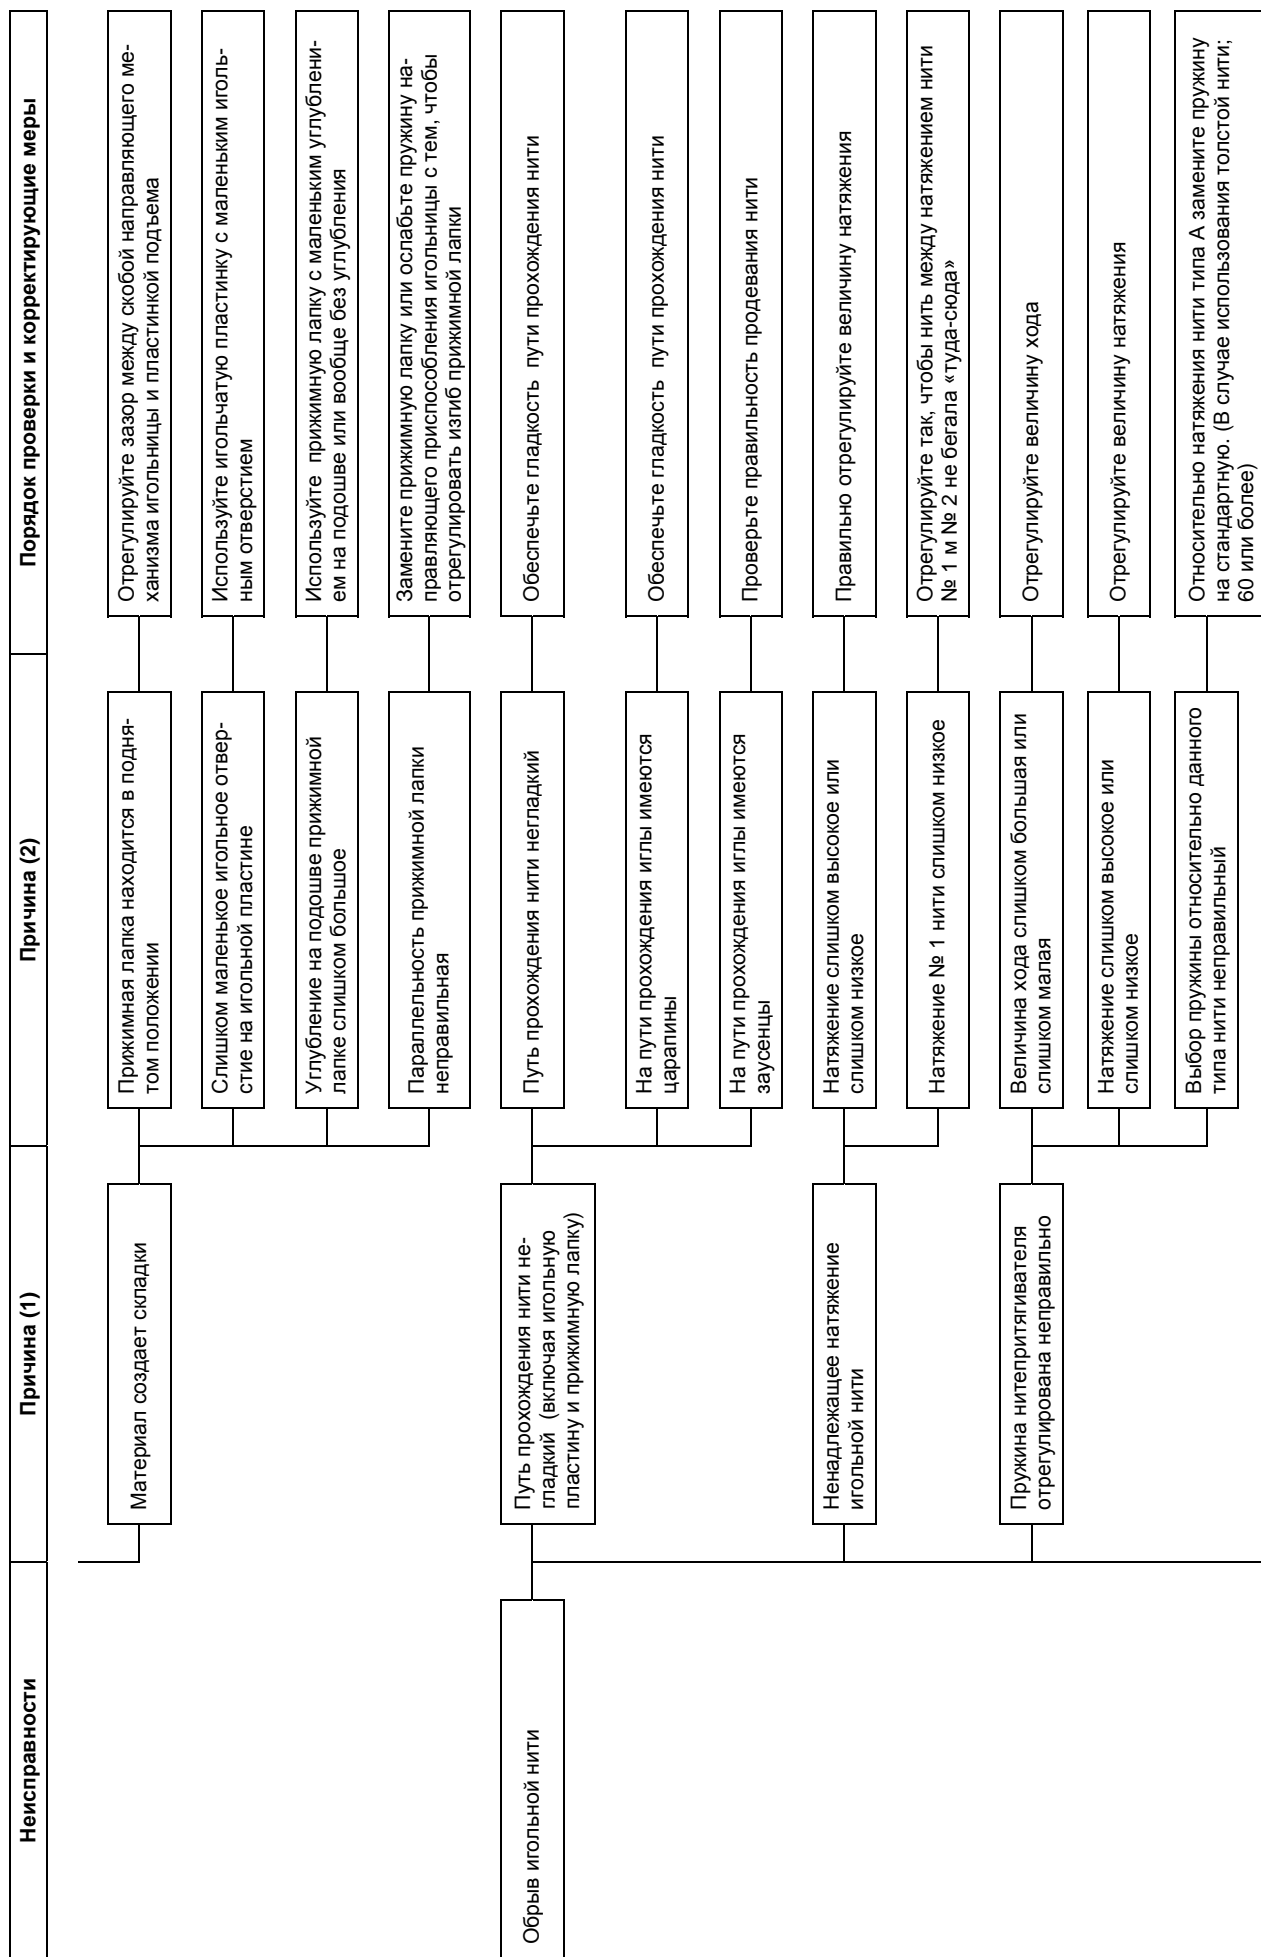 Неисправности
Причина (1)
Причина (2)
Порядок проверки и корректирующие меры
Материал создает складки
Прижимная лапка находится в подня-
том положении
Отрегулируйте зазор между скобой направляющего ме-
ханизма игольницы и пластинкой подъема
Слишком маленькое игольное отвер-
стие на игольной пластине
Используйте игольчатую пластинку с маленьким иголь-
ным отверстием
Углубление на подошве прижимной
лапке слишком большое
Используйте прижимную лапку с маленьким углублени-
ем на подошве или вообще без углубления
Параллельность прижимной лапки
неправильная
Замените прижимную лапку или ослабьте пружину на-
правляющего приспособления игольницы с тем, чтобы
отрегулировать изгиб прижимной лапки
Обрыв игольной нити
Путь прохождения нити не-
гладкий (включая игольную
пластину и прижимную лапку)
Путь прохождения нити негладкий
Обеспечьте гладкость пути прохождения нити
На пути прохождения иглы имеются
царапины
Обеспечьте гладкость пути прохождения нити
На пути прохождения иглы имеются
заусенцы
Проверьте правильность продевания нити
Ненадлежащее натяжение
игольной нити
Натяжение слишком высокое или
слишком низкое
Правильно отрегулируйте величину натяжения
Натяжение № 1 нити слишком низкое
Отрегулируйте так, чтобы нить между натяжением нити
№ 1 м № 2 не бегала «туда-сюда»
Пружина нитепритягивателя
отрегулирована неправильно
Величина хода слишком большая или
слишком малая
Отрегулируйте величину хода
Натяжение слишком высокое или
слишком низкое
Отрегулируйте величину натяжения
Выбор пружины относительно данного
типа нити неправильный
Относительно натяжения нити типа А замените пружину
на стандартную. (В случае использования толстой нити;
60 или более)